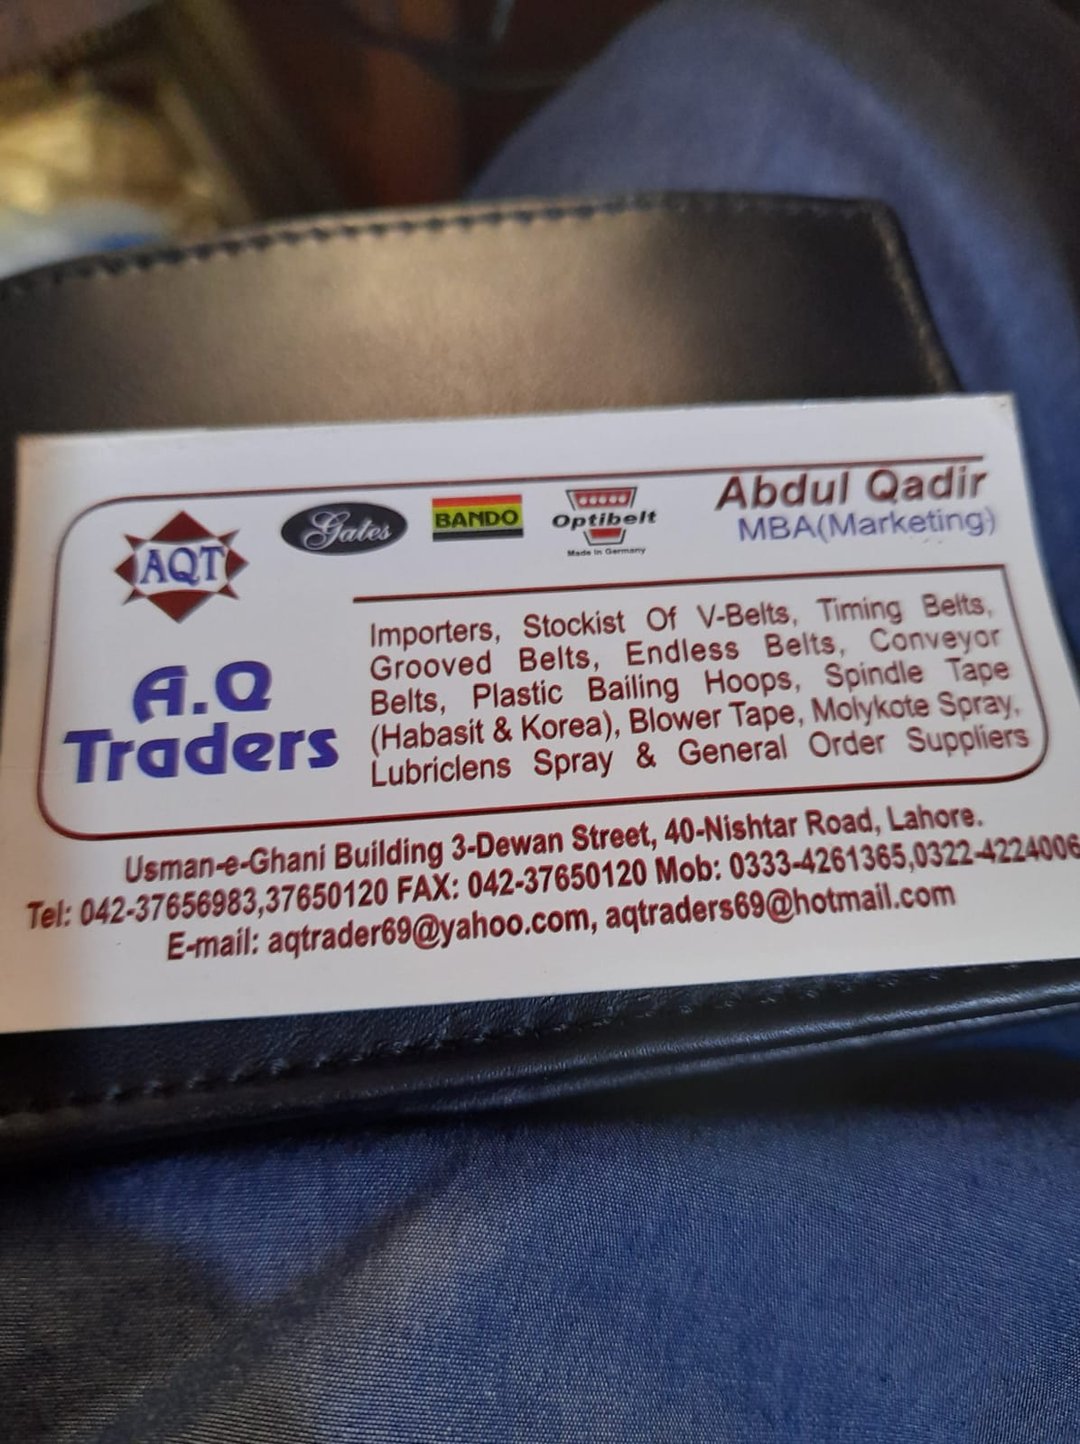 AQT
Gates
BANDO
Optibelt
Made In Germany
Abdul Qadir
MBA(Marketing)
A.Q
Traders
Importers, Stockist Of V-Belts, Timing Belts,
Grooved Belts, Endless Belts, Conveyor
Belts, Plastic Bailing Hoops, Spindle Tape
(Habasit & Korea), Blower Tape, Molykote Spray,
Lubriclens Spray & General Order Suppliers
Usman-e-Ghani Building 3-Dewan Street, 40-Nishtar Road, Lahore.
Tel: 042-37656983,37650120 FAX: 042-37650120 Mob: 0333-4261365,0322-4224006
E-mail: aqtrader69@yahoo.com, aqtraders69@hotmail.com